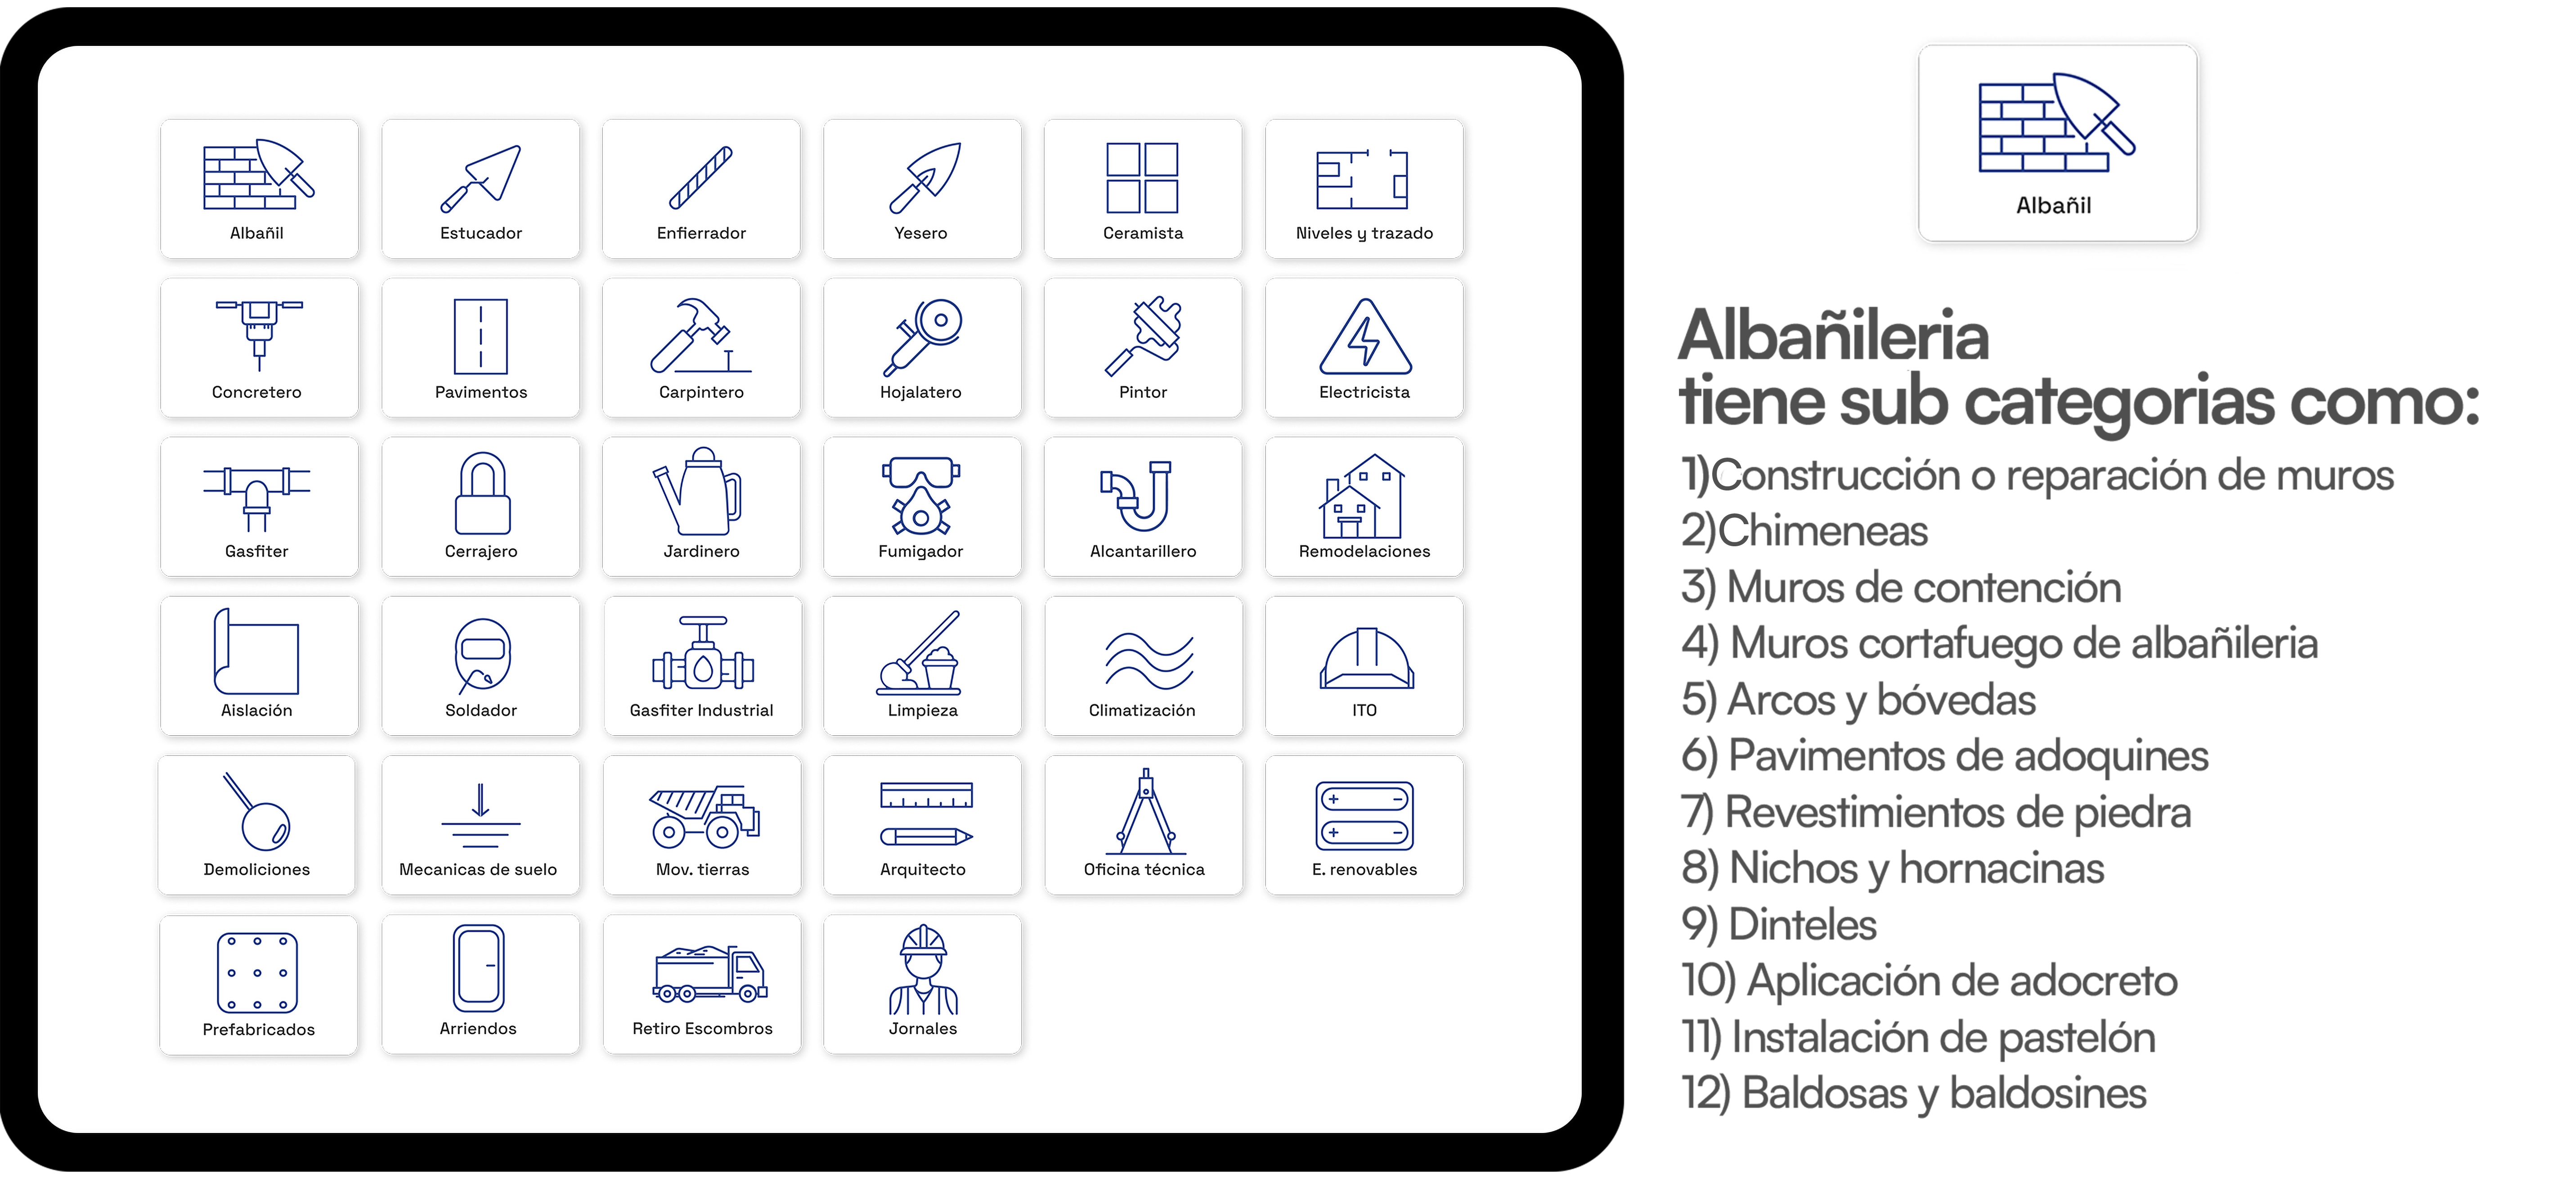 Albañil
Estucador
Enfierrador
Yesero
Ceramista
Niveles y trazado
Concretero
Pavimentos
Carpintero
Hojalatero
Pintor
Electricista
Gasfiter
Cerrajero
Jardinero
Fumigador
Alcantarillero
Remodelaciones
Aislación
Soldador
Gasfiter Industrial
Limpieza
Climatización
ITO
Demoliciones
Mecanicas de suelo
Mov. tierras
Arquitecto
Oficina técnica
E. renovables
Prefabricados
Arriendos
Retiro Escombros
Jornales
Albañil
Albañileria
tiene sub categorias como:
1)Construcción o reparación de muros
2)Chimeneas
3) Muros de contención
4) Muros cortafuego de albañileria
5) Arcos y bóvedas
6) Pavimentos de adoquines
7) Revestimientos de piedra
8) Nichos y hornacinas
9) Dinteles
10) Aplicación de adocreto
11) Instalación de pastelón
12) Baldosas y baldosines